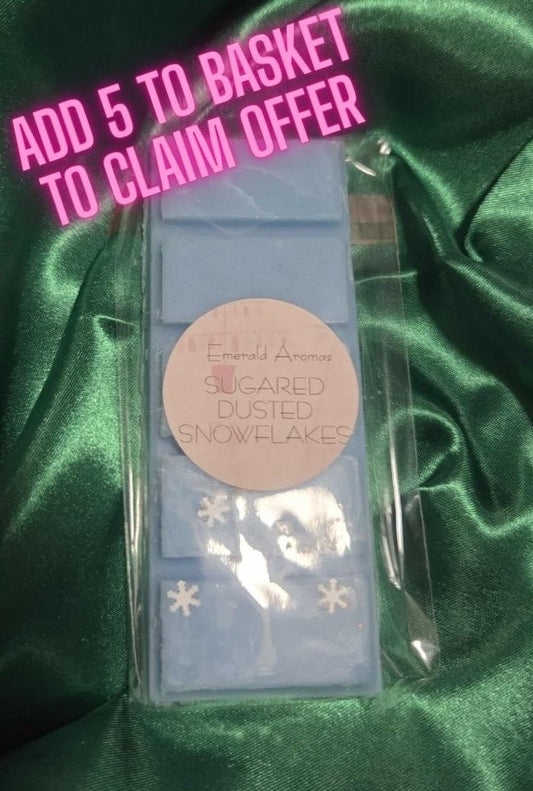 ADD 5 TO BASKET
TO CLAIM OFFER
Emerald Aromas
SUGARED
DUSTED
SNOWFLAKES